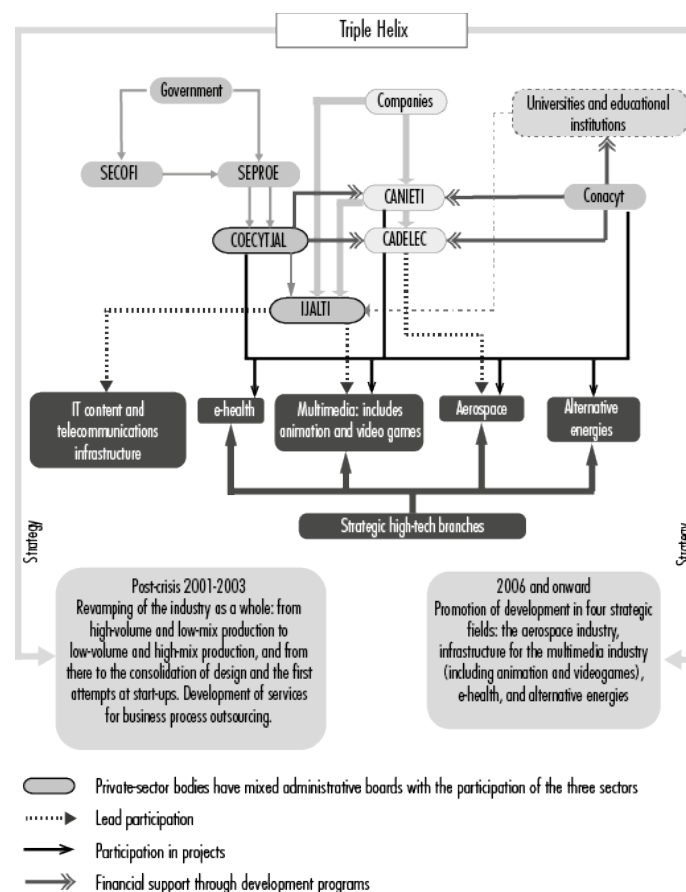 Triple Helix
Government
Companies
Universities and educational
institutions
SECOFI
SEPROE
CANIETI
Conacyt
COECYTJAL
CADELEC
IJALTI
IT content and
telecommunications
infrastructure
e-health
Multimedia: includes
animation and video games
Aerospace
Alternative
energies
Strategic high-tech branches
Strategy
Strategy
Post-crisis 2001-2003
Revamping of the industry as a whole: from
high-volume and low-mix production to
low-volume and high-mix production, and from
there to the consolidation of design and the first
attempts at start-ups. Development of services
for business process outsourcing.
2006 and onward
Promotion of development in four strategic
fields: the aerospace industry,
infrastructure for the multimedia industry
(including animation and videogames),
e-health, and alternative energies
Private-sector bodies have mixed administrative boards with the participation of the three sectors
Lead participation
Participation in projects
Financial support through development programs